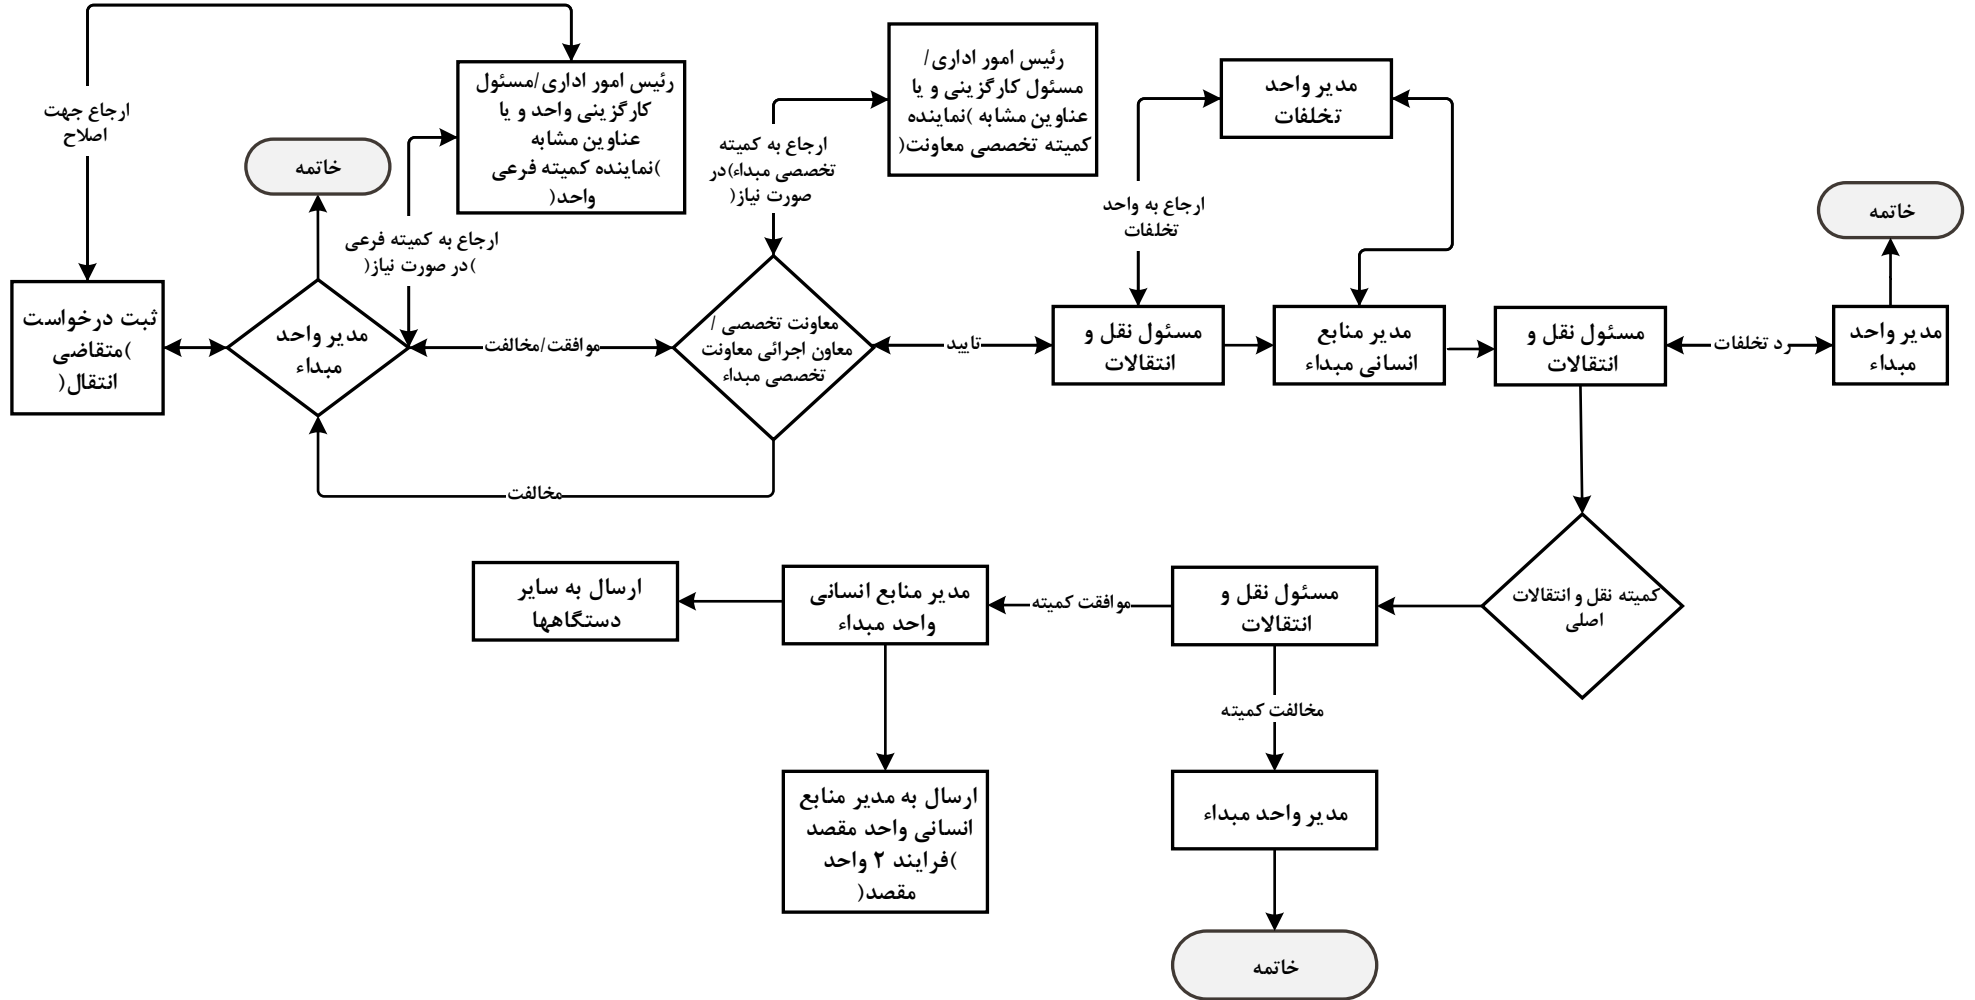 رئیس امور اداری/مسئول
کارگزینی واحد و یا
عناوین مشابه
)نماینده کمیته فرعی
واحد(
رئیس امور اداری/
مسئول کارگزینی و یا
عناوین مشابه )نماینده
کمیته تخصصی معاونت(
مدیر واحد
تخلفات
ارجاع جهت
اصلاح
خاتمه
ارجاع به کمیته
تخصصی مبداء)در
صورت نیاز(
ارجاع به واحد
تخلفات
خاتمه
ارجاع به کمیته فرعی
)در صورت نیاز(
ثبت درخواست
)متقاضی
انتقال(
مدیر واحد
مبداء
موافقت/مخالفت
معاونت تخصصی /
معاون اجرائی معاونت
تخصصی مبداء
تایید
مسئول نقل و
انتقالات
مدیر منابع
انسانی مبداء
مسئول نقل و
انتقالات
رد تخلفات
مدیر واحد
مبداء
مخالفت
ارسال به سایر
دستگاهها
مدیر منابع انسانی
واحد مبداء
موافقت کمیته
مسئول نقل و
انتقالات
کمیته نقل و انتقالات
اصلی
مخالفت کمیته
ارسال به مدیر منابع
انسانی واحد مقصد
)فرایند ۲ واحد
مقصد(
مدیر واحد مبداء
خاتمه